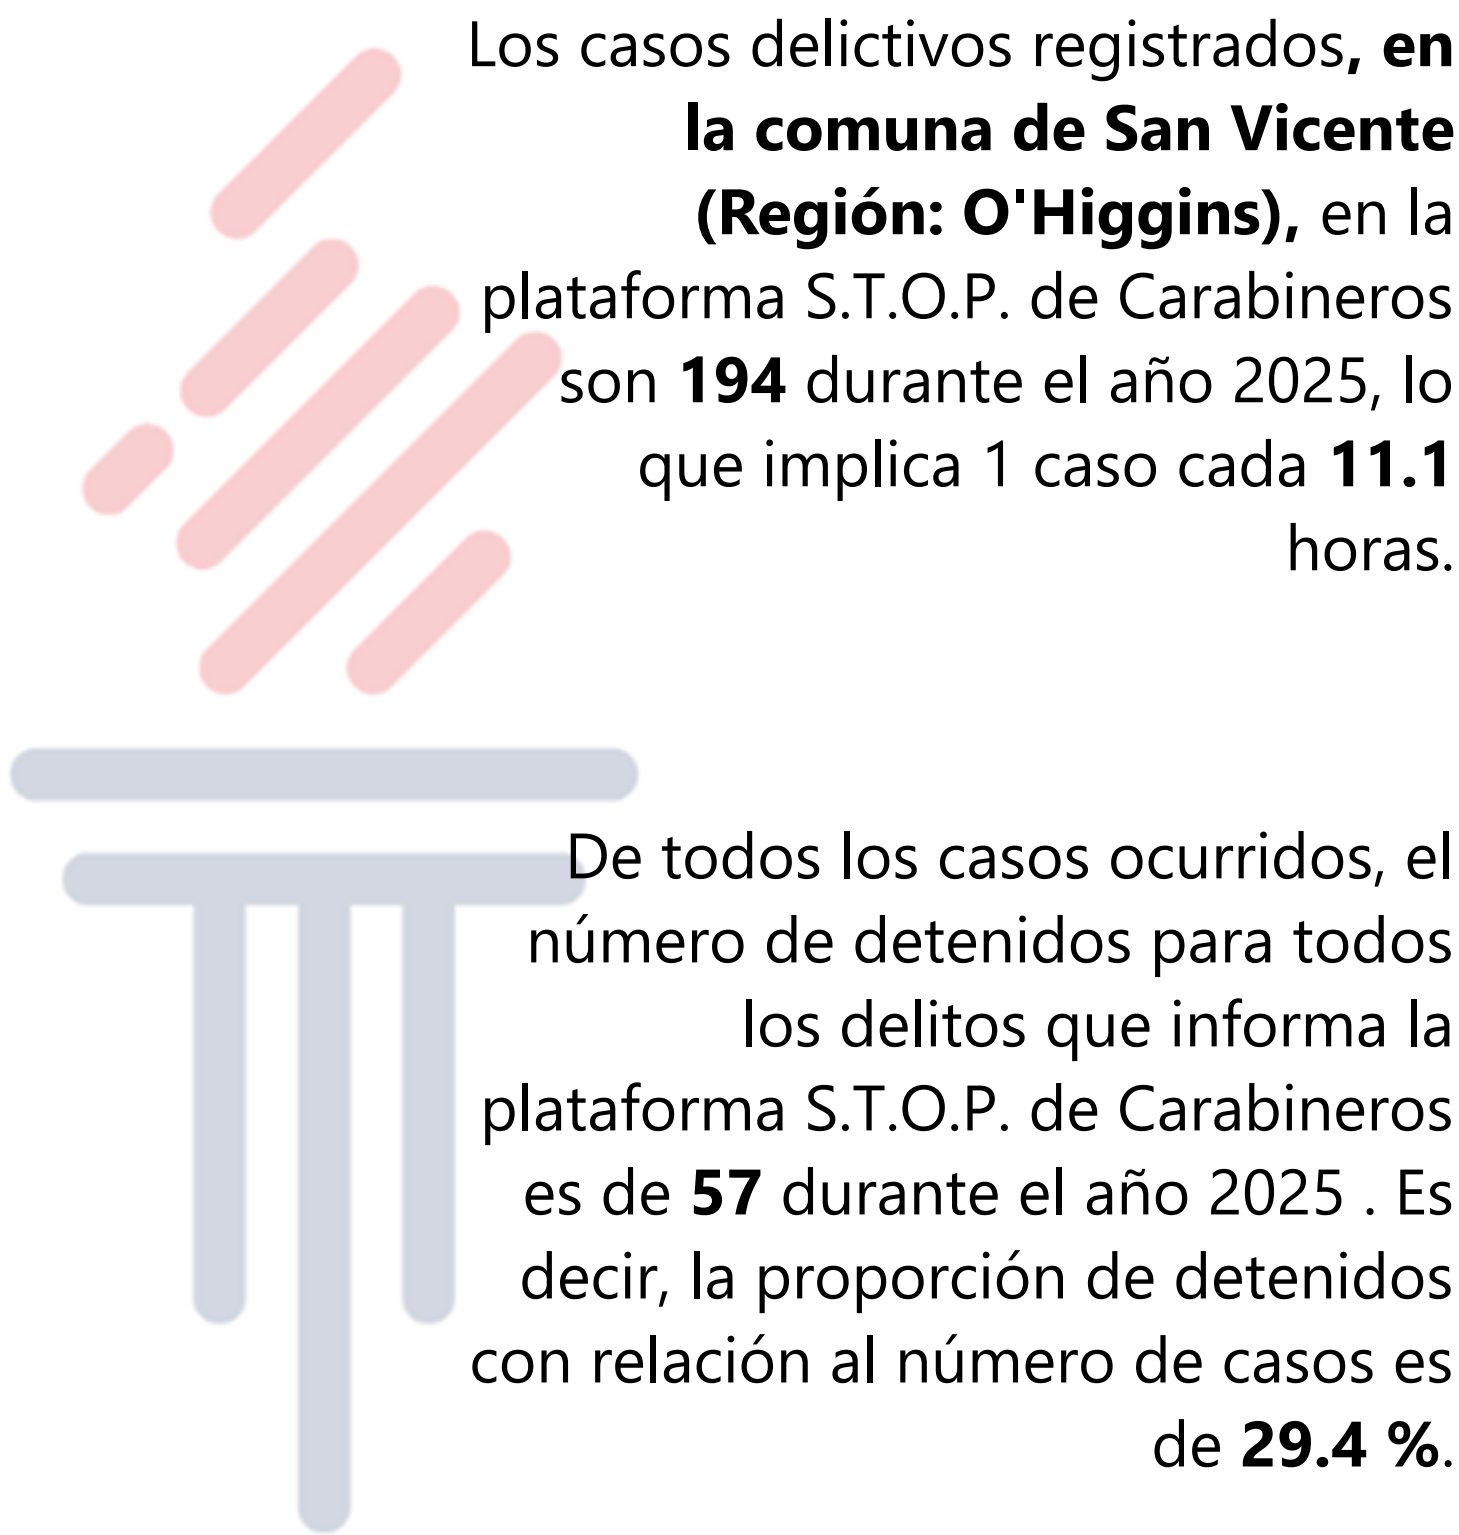 Los casos delictivos registrados, en
la comuna de San Vicente
(Región: O'Higgins), en la
plataforma S.T.O.P. de Carabineros
son 194 durante el año 2025, lo
que implica 1 caso cada 11.1
horas.
De todos los casos ocurridos, el
número de detenidos para todos
los delitos que informa la
plataforma S.T.O.P. de Carabineros
es de 57 durante el año 2025 . Es
decir, la proporción de detenidos
con relación al número de casos es
de 29.4 %.